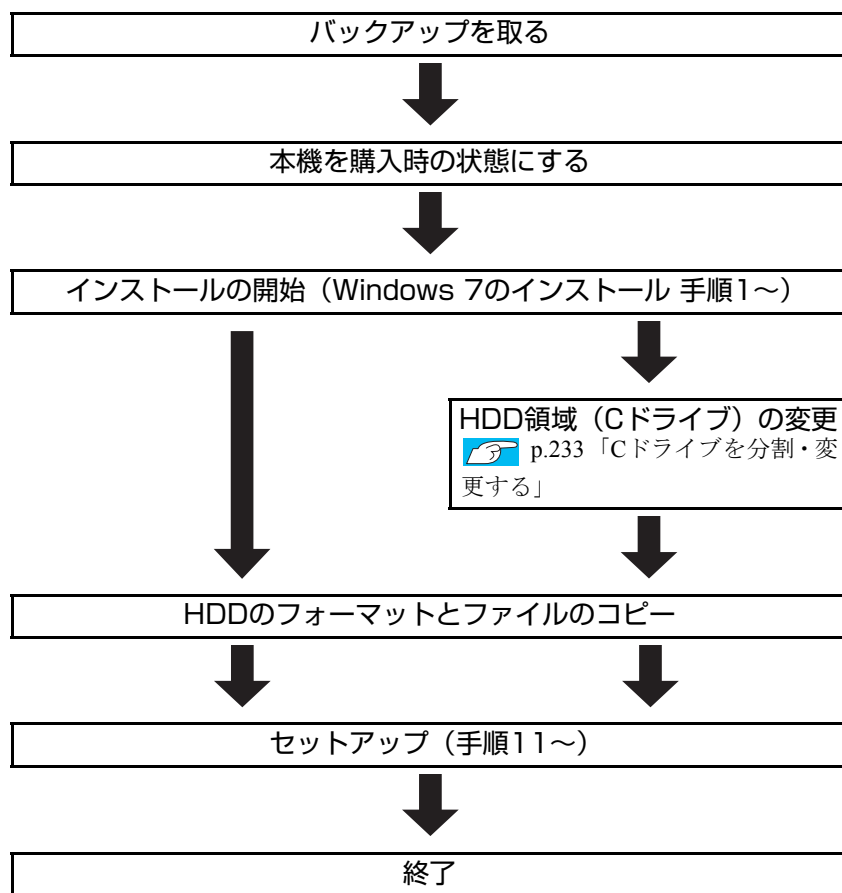 バックアップを取る
本機を購入時の状態にする
インストールの開始（Windows 7のインストール 手順1～）
HDD領域（Cドライブ）の変更
p.233「Cドライブを分割・変
更する」
HDDのフォーマットとファイルのコピー
セットアップ（手順11～）
終了